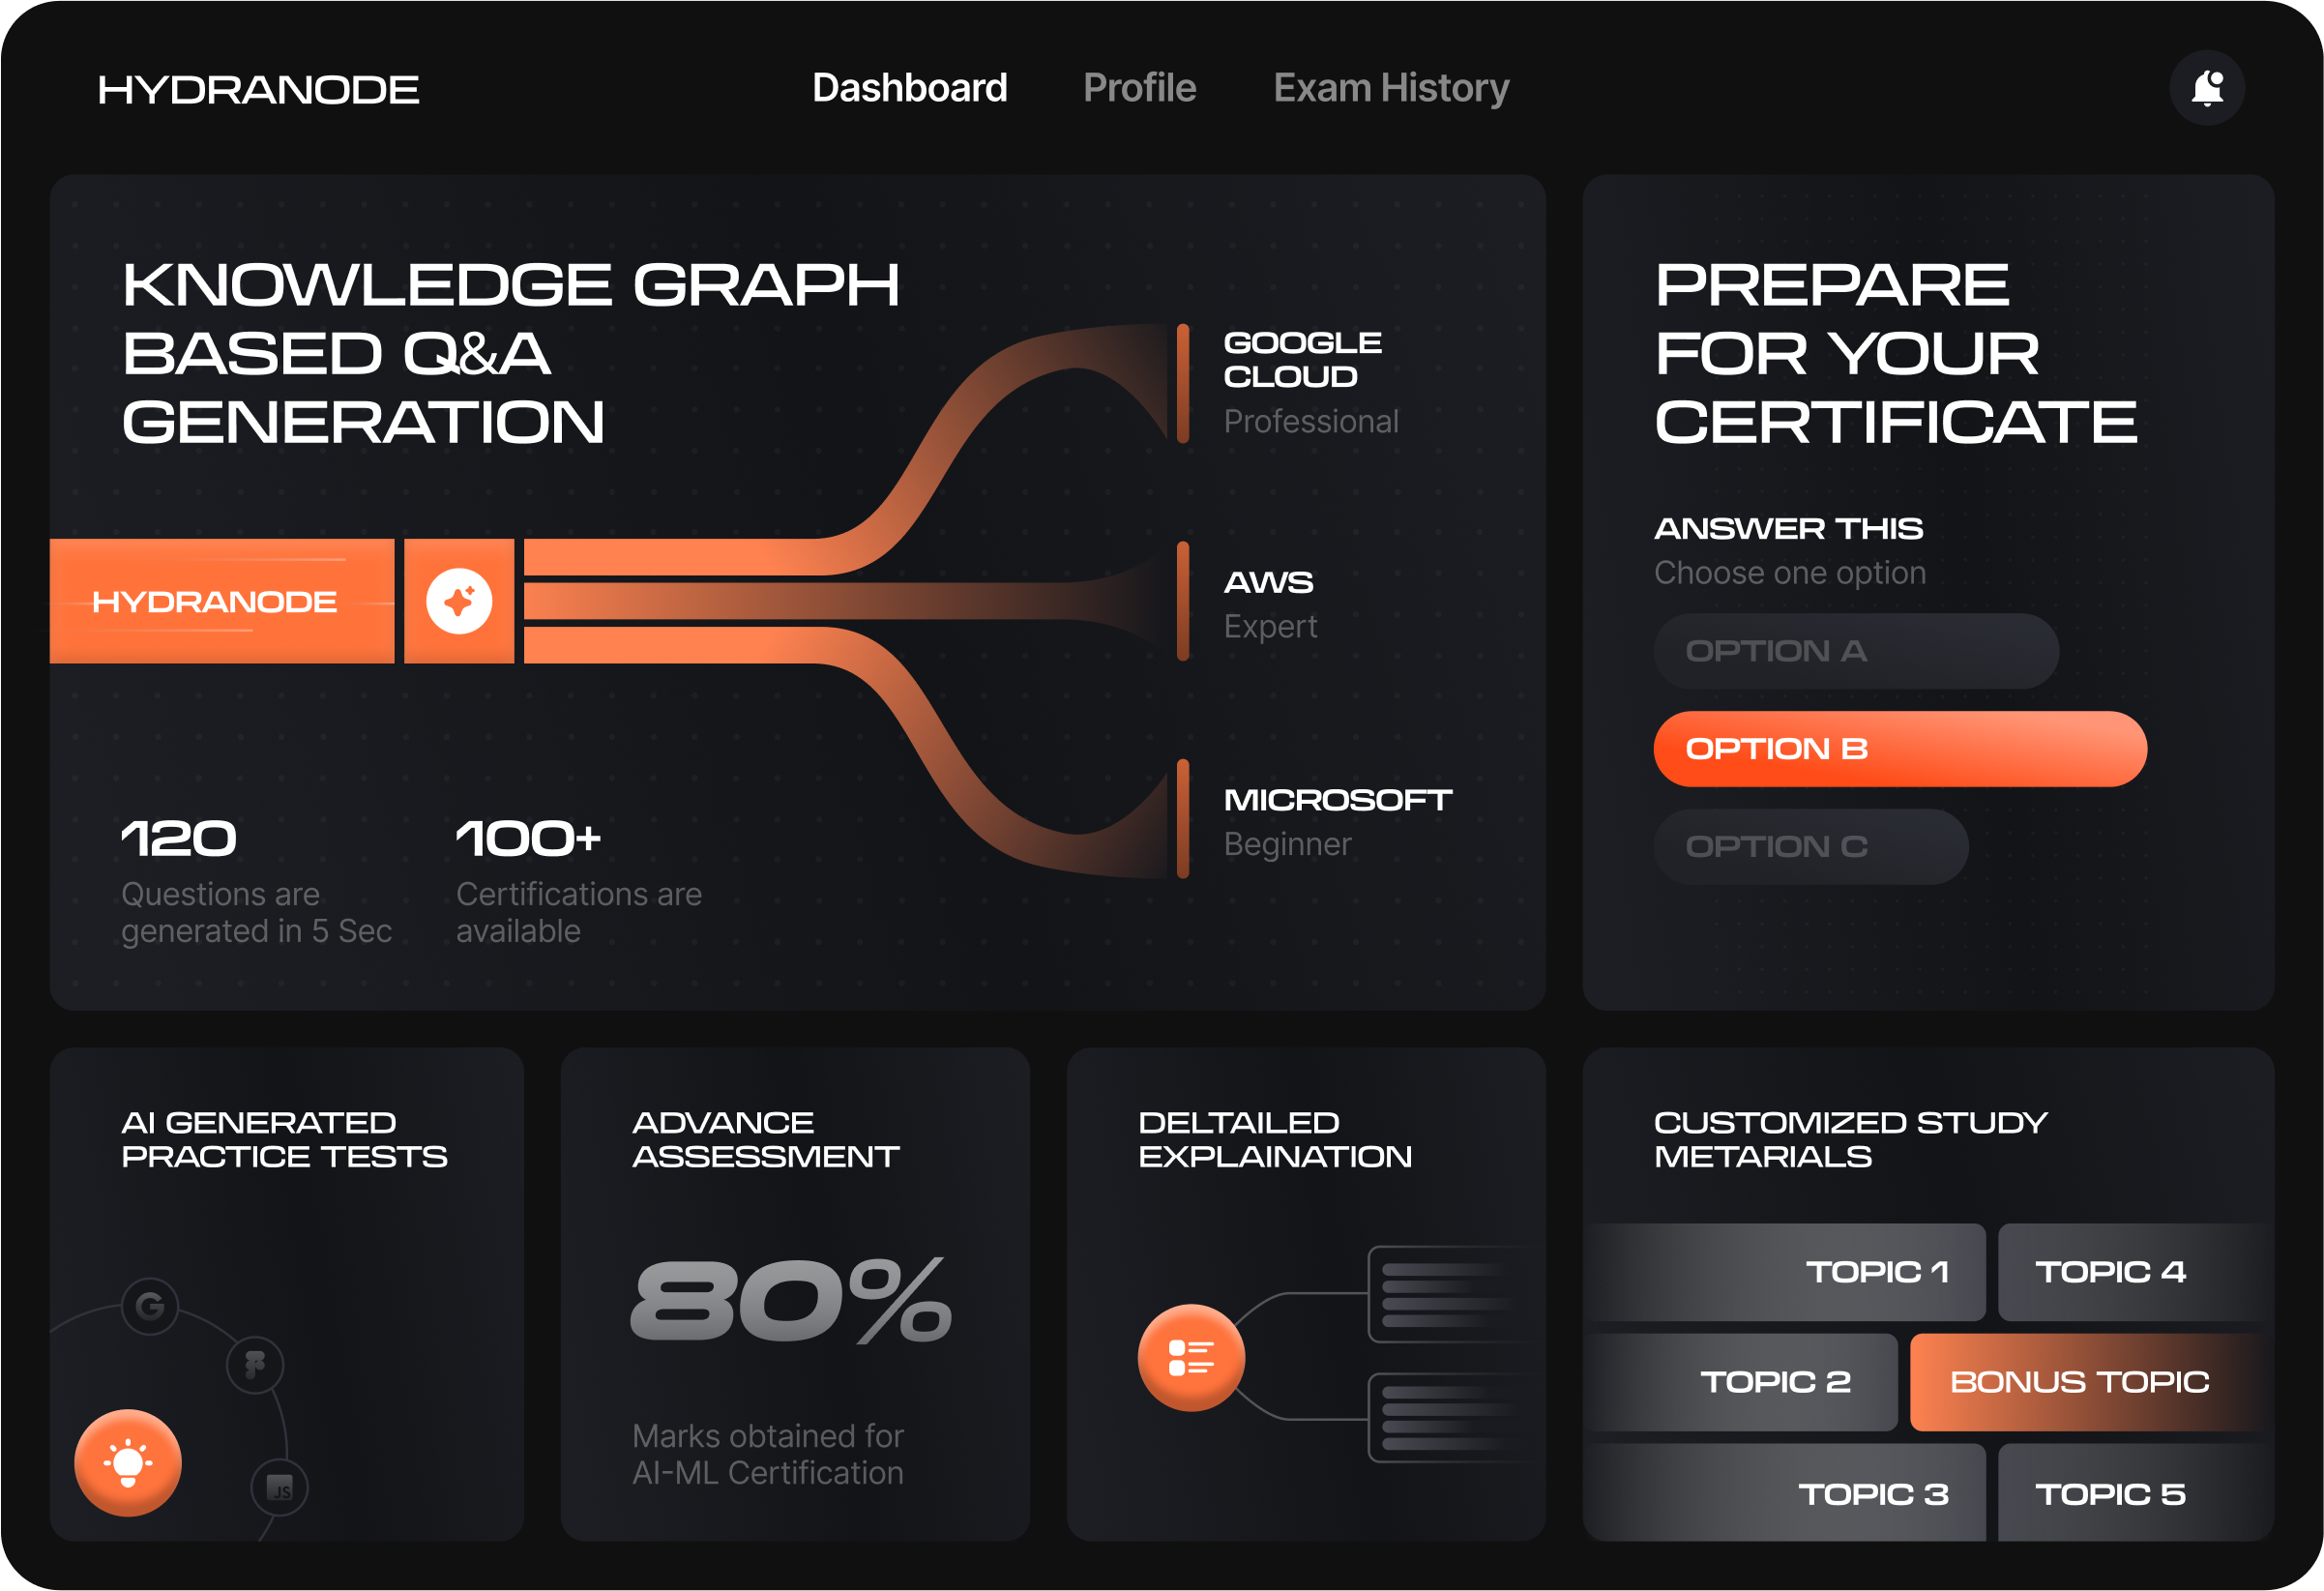 HYDRANODE
Dashboard
Profile
Exam History
KNOWLEDGE GRAPH
BASED Q&A
GENERATION
HYDRANODE
GOOGLE
CLOUD
Professional
AWS
Expert
MICROSOFT
Beginner
120
Questions are
generated in 5 Sec
100+
Certifications are
available
PREPARE
FOR YOUR
CERTIFICATE
ANSWER THIS
Choose one option
OPTION A
OPTION B
OPTION C
AI GENERATED
PRACTICE TESTS
G
JS
ADVANCE
ASSESSMENT
80%
Marks obtained for
AI-ML Certification
DELTAILED
EXPLAINATION
CUSTOMIZED STUDY
METARIALS
TOPIC 1
TOPIC 4
TOPIC 2
BONUS TOPIC
TOPIC 3
TOPIC 5